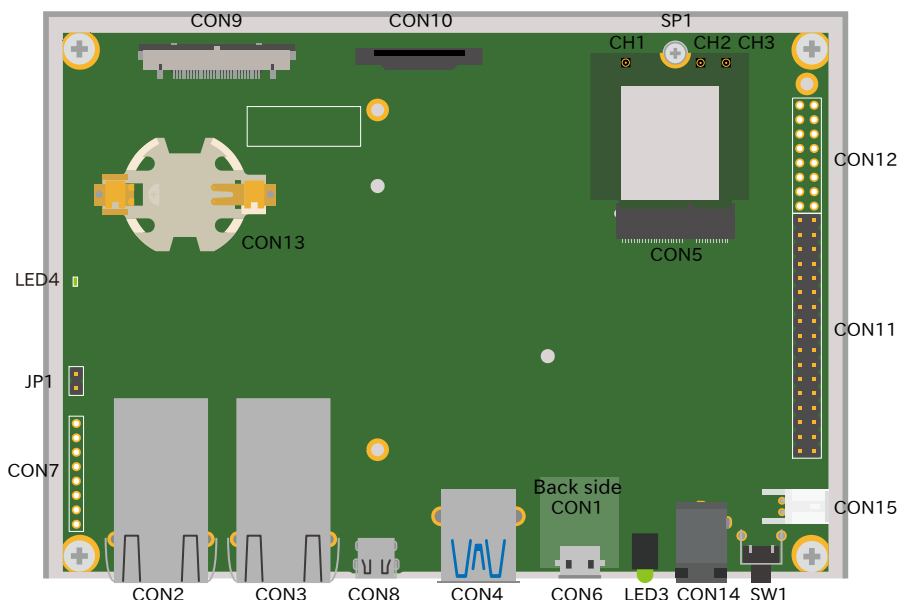 CON9 CON10 SP1
CH1 CH2 CH3
CON12
CON13
CON5
LED4
CON11
JP1
CON7
Back side
CON1
CON15
CON2 CON3 CON8 CON4 CON6 LED3 CON14 SW1